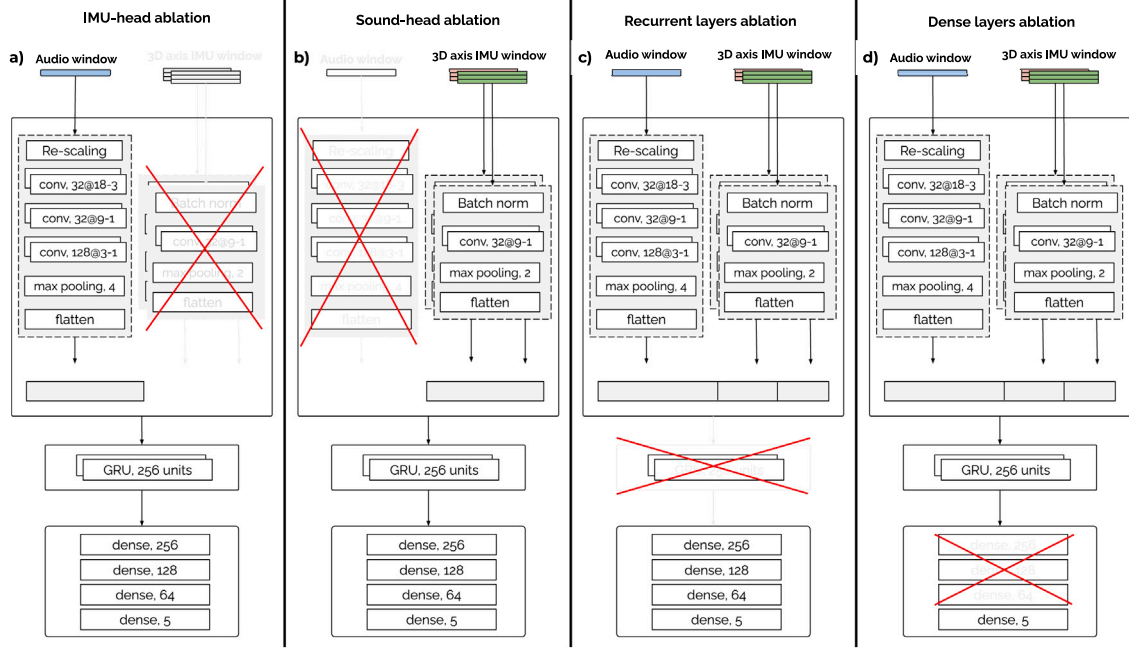 IMU-head ablation
a)
Audio window
3D axis IMU window
Re-scaling
conv, 32@18-3
conv, 32@9-1
conv, 128@3-1
max pooling, 4
flatten
Batch norm
conv, 32@9-1
max pooling, 2
flatten
GRU, 256 units
dense, 256
dense, 128
dense, 64
dense, 5
Sound-head ablation
b)
Audio window
3D axis IMU window
Re-scaling
conv, 32@18-3
conv, 32@9-1
conv, 128@3-1
max pooling, 4
flatten
Batch norm
conv, 32@9-1
max pooling, 2
flatten
GRU, 256 units
dense, 256
dense, 128
dense, 64
dense, 5
Recurrent layers ablation
c)
Audio window
3D axis IMU window
Re-scaling
conv, 32@18-3
conv, 32@9-1
conv, 128@3-1
max pooling, 4
flatten
Batch norm
conv, 32@9-1
max pooling, 2
flatten
GRU, 256 units
dense, 256
dense, 128
dense, 64
dense, 5
Dense layers ablation
d)
Audio window
3D axis IMU window
Re-scaling
conv, 32@18-3
conv, 32@9-1
conv, 128@3-1
max pooling, 4
flatten
Batch norm
conv, 32@9-1
max pooling, 2
flatten
GRU, 256 units
dense, 256
dense, 128
dense, 64
dense, 5